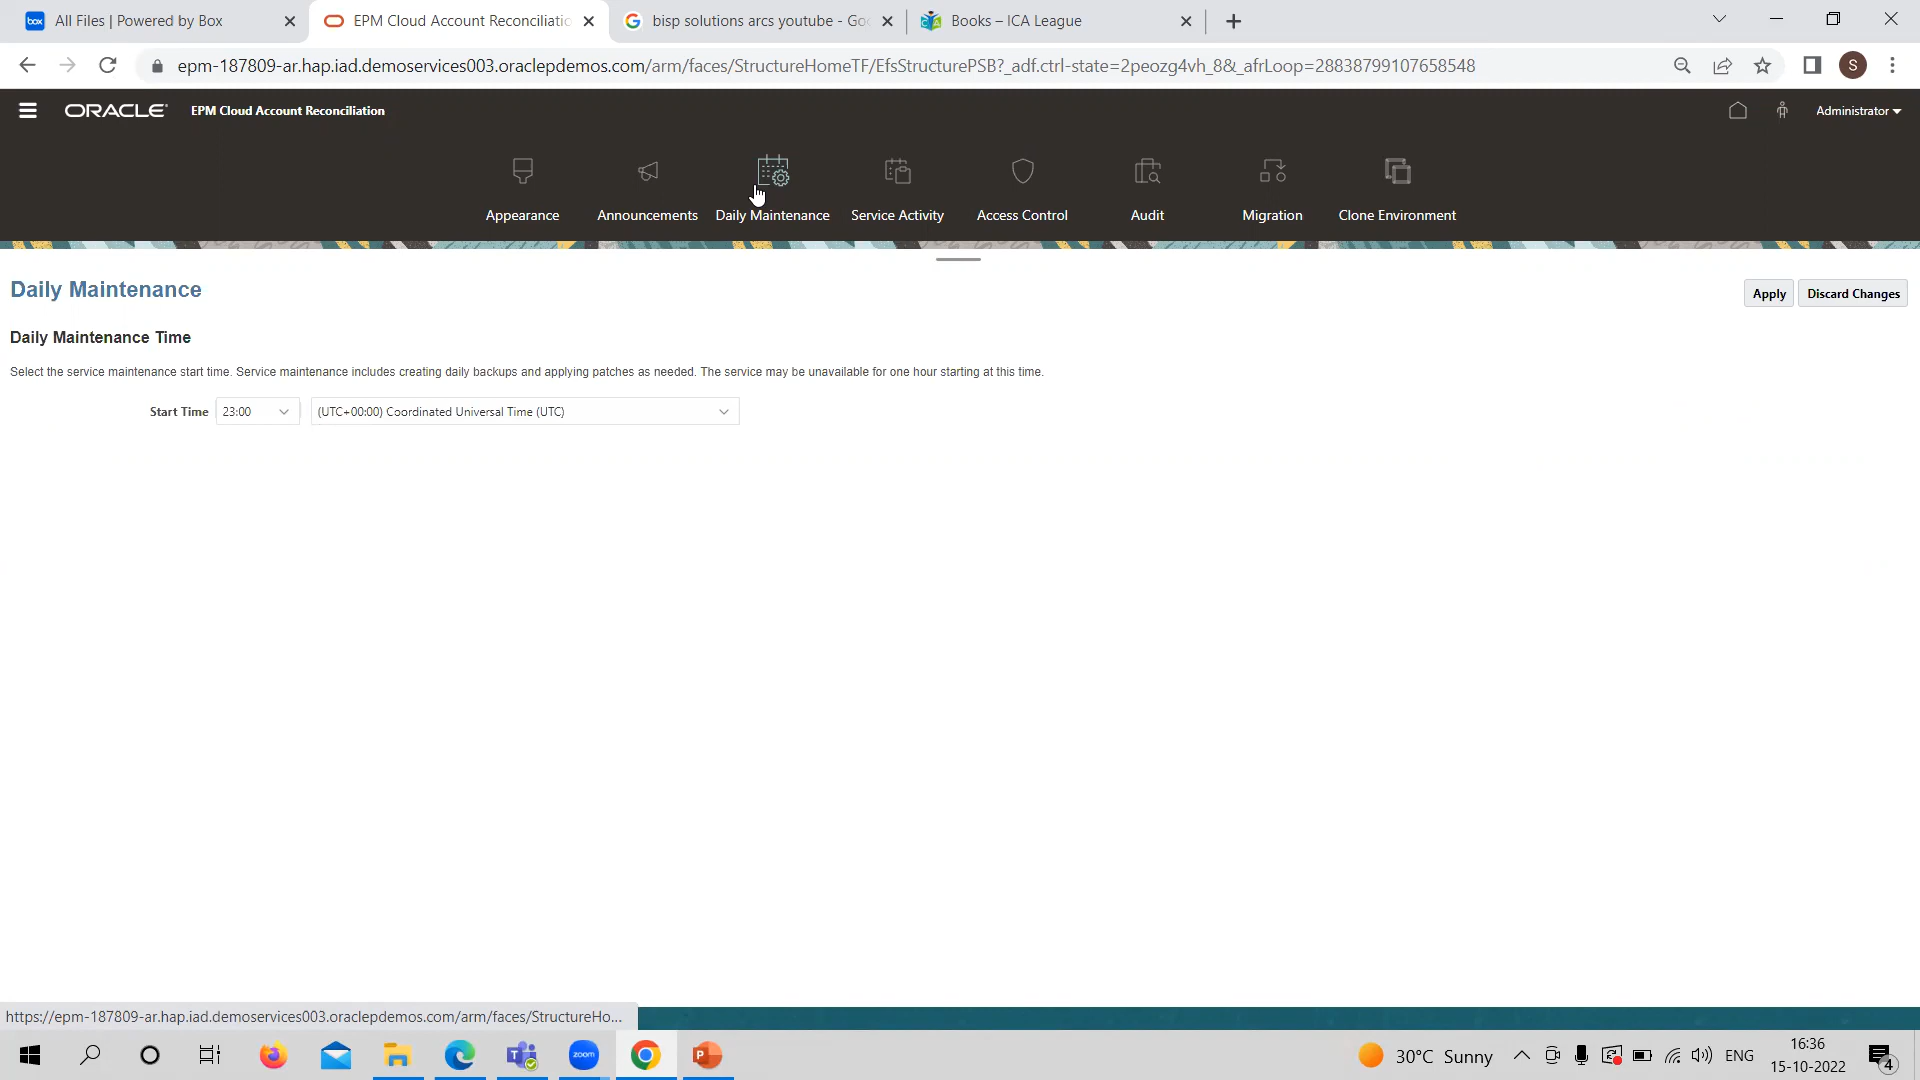 All Files | Powered by Box
EPM Cloud Account Reconciliatio
bisp solutions arcs youtube - Goo
Books – ICA League
epm-187809-ar.hap.iad.demoservices003.oraclepdemos.com/arm/faces/StructureHomeTF/EfsStructurePSB?_adf.ctrl-state=2peozg4vh_8&_afrLoop=28838799107658548
S
ORACLE EPM Cloud Account Reconciliation
Administrator
Appearance
Announcements
Daily Maintenance
Service Activity
Access Control
Audit
Migration
Clone Environment
Daily Maintenance
Apply
Discard Changes
Daily Maintenance Time
Select the service maintenance start time. Service maintenance includes creating daily backups and applying patches as needed. The service may be unavailable for one hour starting at this time.
Start Time 23:00 (UTC+00:00) Coordinated Universal Time (UTC)
https://epm-187809-ar.hap.iad.demoservices003.oraclepdemos.com/arm/faces/StructureHo...
box
zoom
30°C Sunny
ENG
16:36
15-10-2022
4